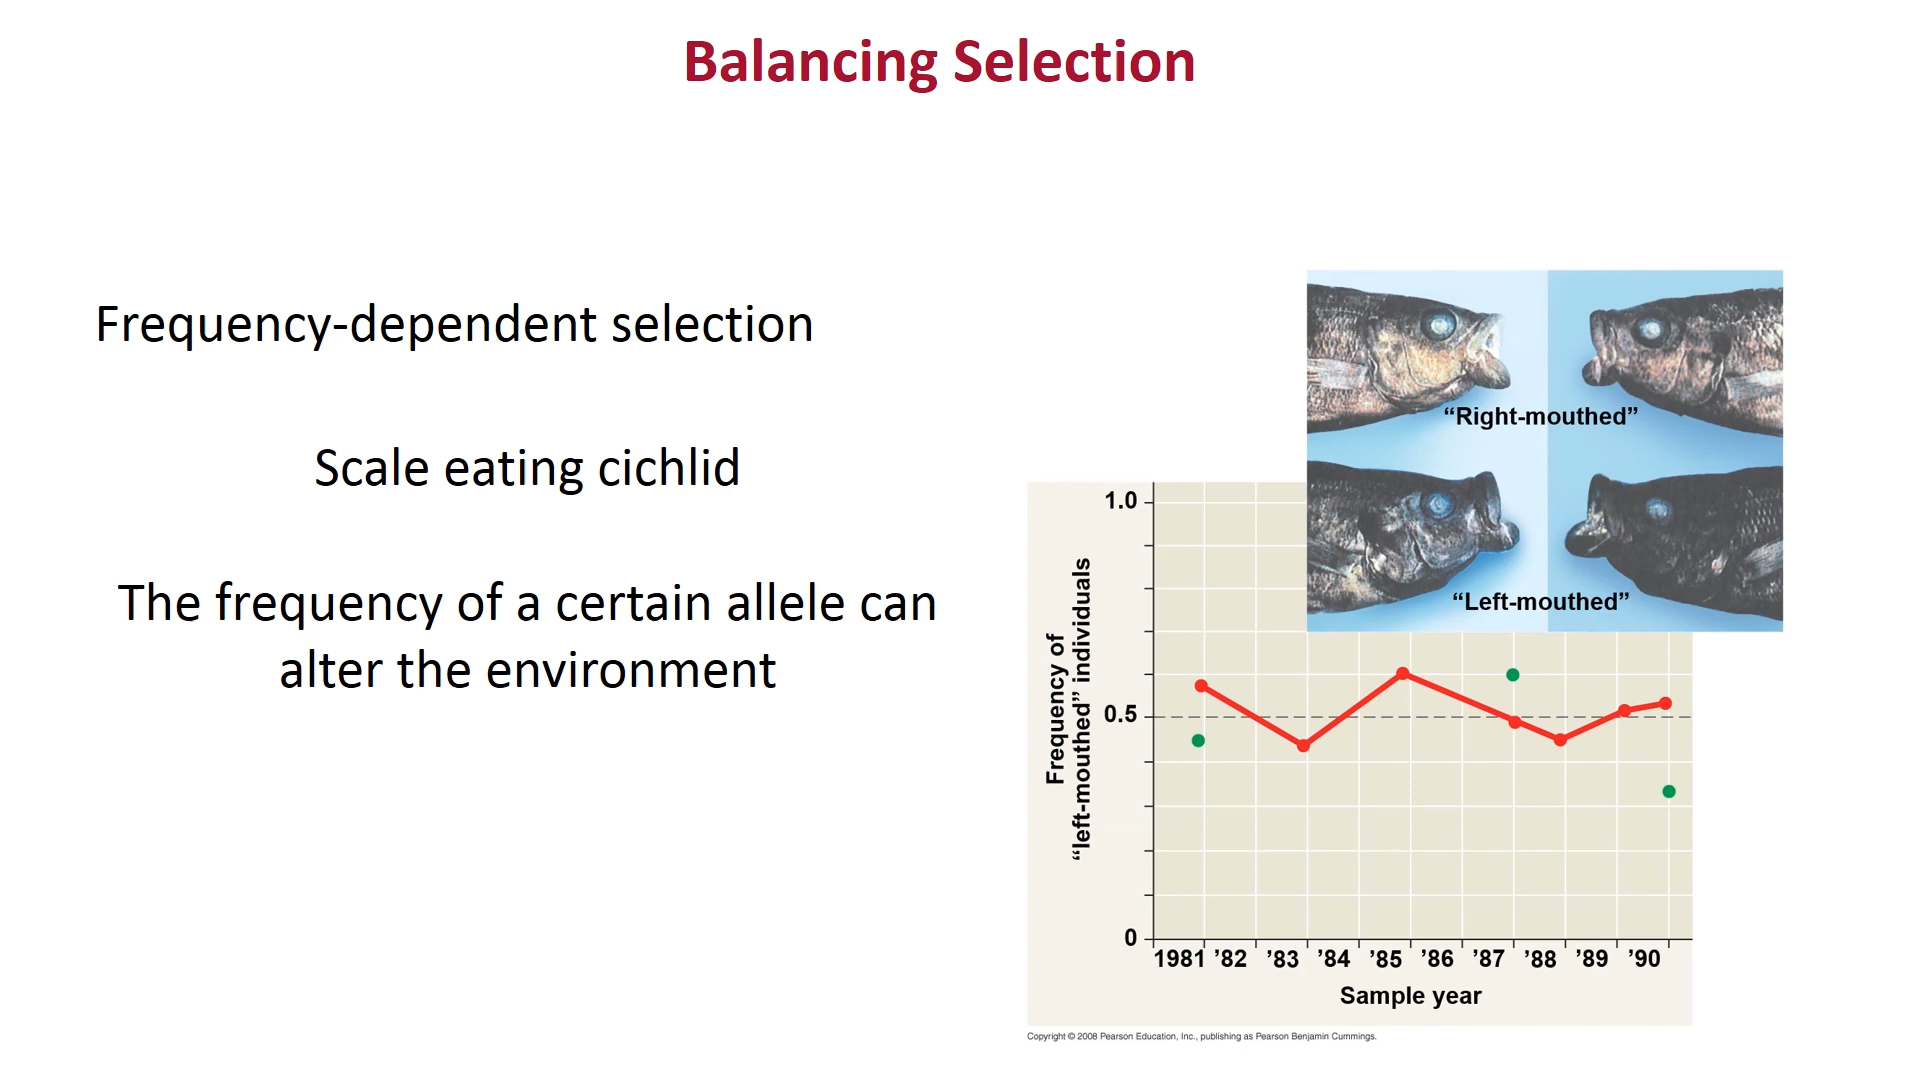 Balancing Selection
Frequency-dependent selection
Scale eating cichlid
The frequency of a certain allele can
alter the environment
“Right-mouthed”
“Left-mouthed”
1.0
0.5
0
Frequency of
“left-mouthed” individuals
1981 ’82 ’83 ’84 ’85 ’86 ’87 ’88 ’89 ’90
Sample year
Copyright © 2008 Pearson Education, Inc., publishing as Pearson Benjamin Cummings.